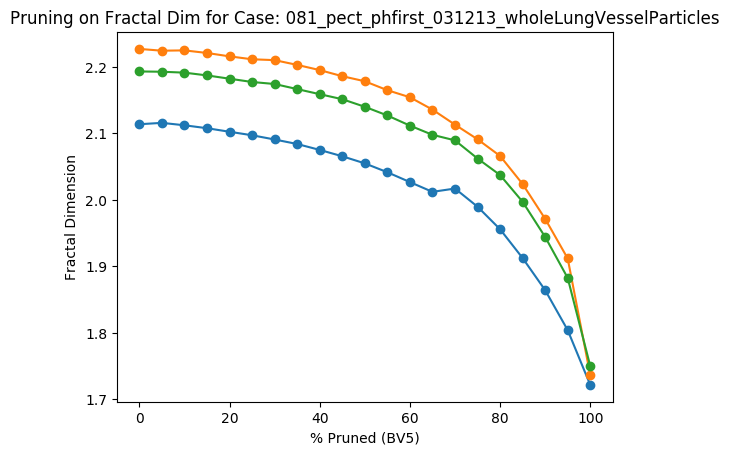 Pruning on Fractal Dim for Case: 081_pect_phfirst_031213_wholeLungVesselParticles
2.2
2.1
2.0
1.9
1.8
1.7
Fractal Dimension
0 20 40 60 80 100
% Pruned (BV5)